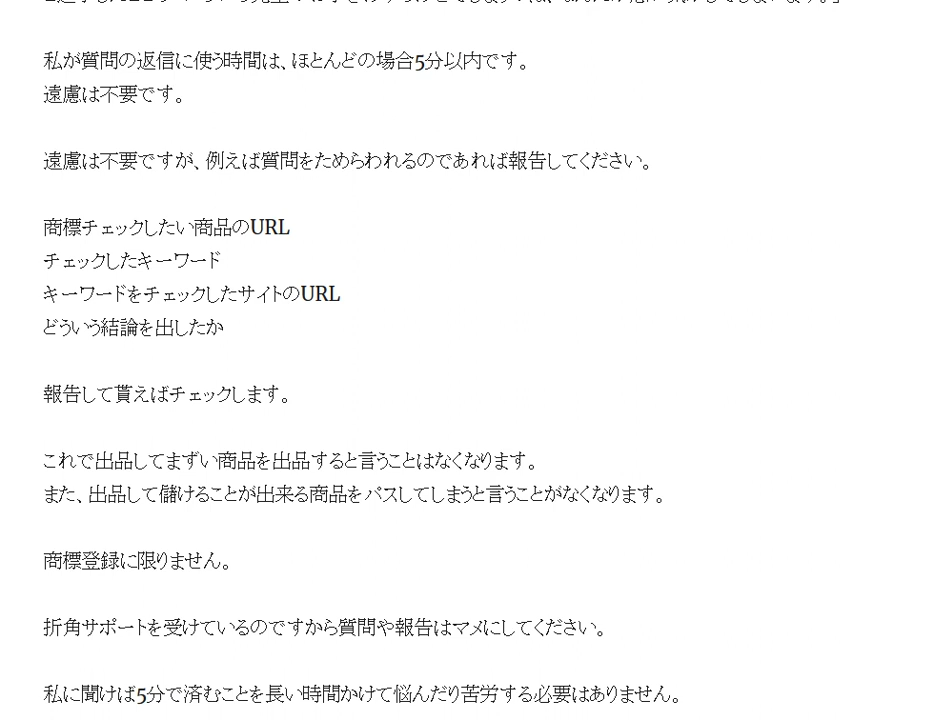 私が質問の返信に使う時間は、ほとんどの場合5分以内です。
遠慮は不要です。
遠慮は不要ですが、例えば質問をためらわれるのであれば報告してください。
商標チェックしたい商品のURL
チェックしたキーワード
キーワードをチェックしたサイトのURL
どういう結論を出したか
報告して貰えばチェックします。
これで出品してまずい商品を出品すると言うことはなくなります。
また、出品して儲けることが出来る商品をパスしてしまうと言うことがなくなります。
商標登録に限りません。
折角サポートを受けているのですから質問や報告はマメにしてください。
私に聞けば5分で済むことを長い時間かけて悩んだり苦労する必要はありません。